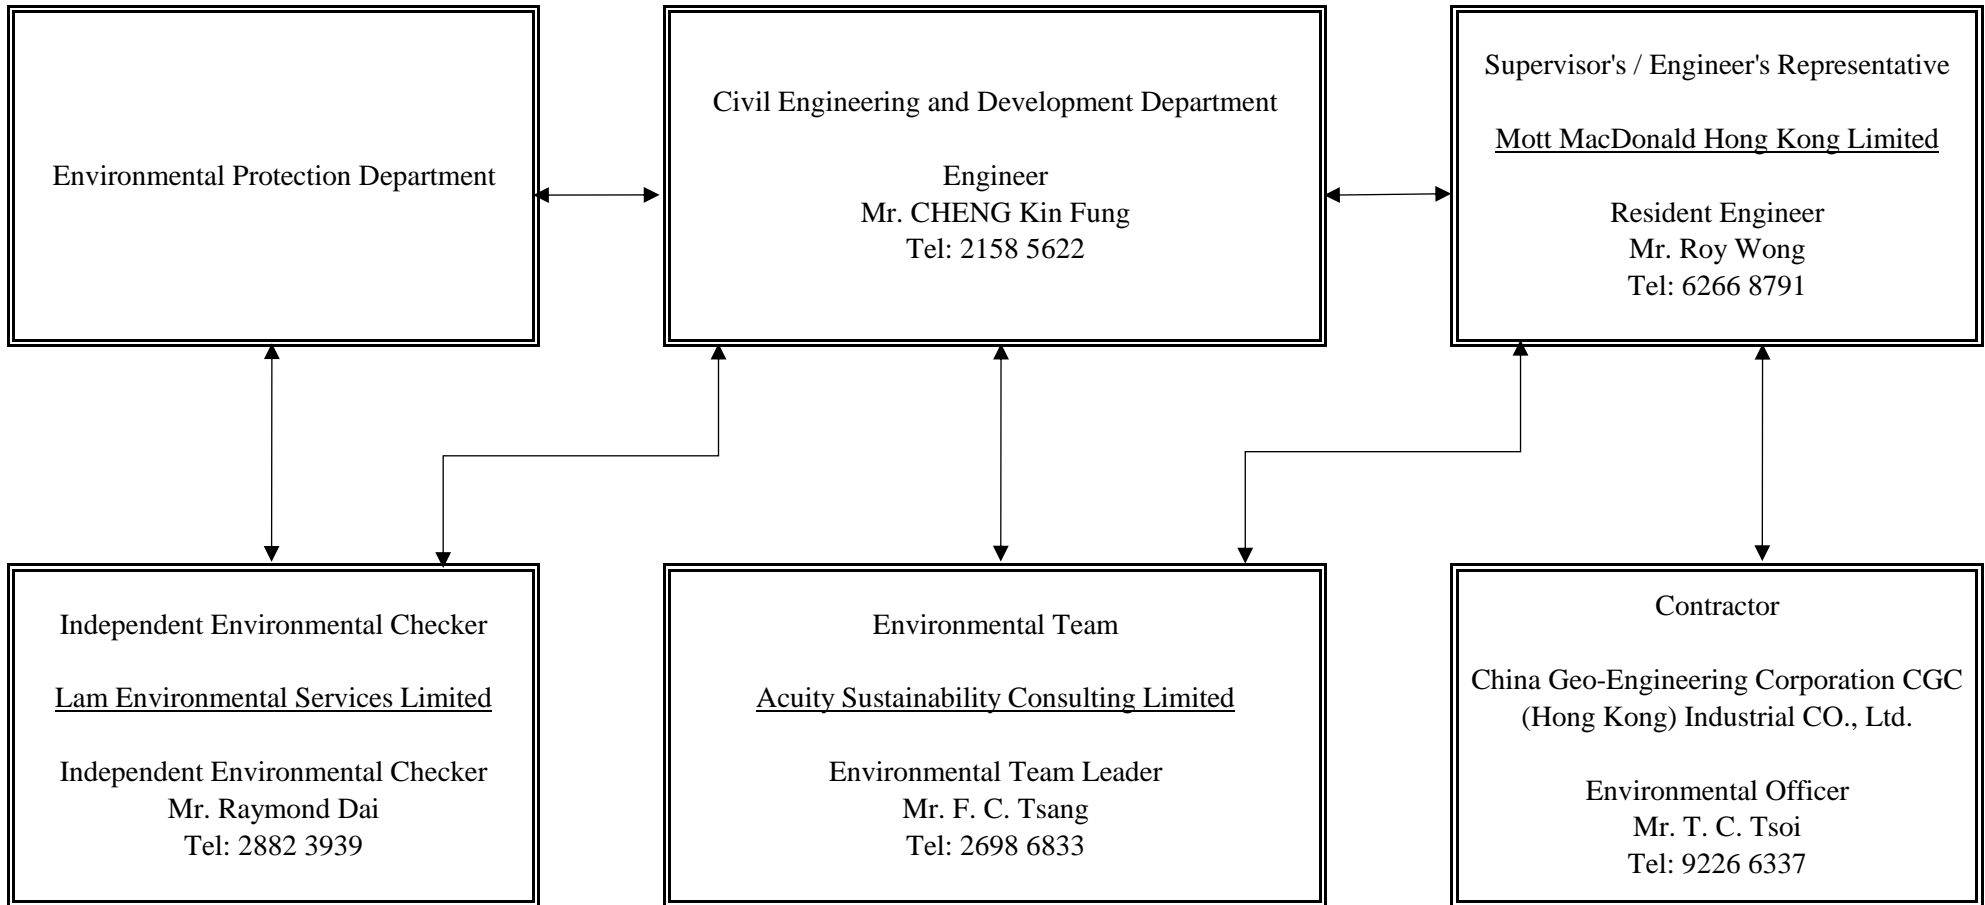 Environmental Protection Department
Civil Engineering and Development Department
Engineer
Mr. CHENG Kin Fung
Tel: 2158 5622
Supervisor's / Engineer's Representative
Mott MacDonald Hong Kong Limited
Resident Engineer
Mr. Roy Wong
Tel: 6266 8791
Independent Environmental Checker
Lam Environmental Services Limited
Independent Environmental Checker
Mr. Raymond Dai
Tel: 2882 3939
Environmental Team
Acuity Sustainability Consulting Limited
Environmental Team Leader
Mr. F. C. Tsang
Tel: 2698 6833
Contractor
China Geo-Engineering Corporation CGC
(Hong Kong) Industrial CO., Ltd.
Environmental Officer
Mr. T. C. Tsoi
Tel: 9226 6337